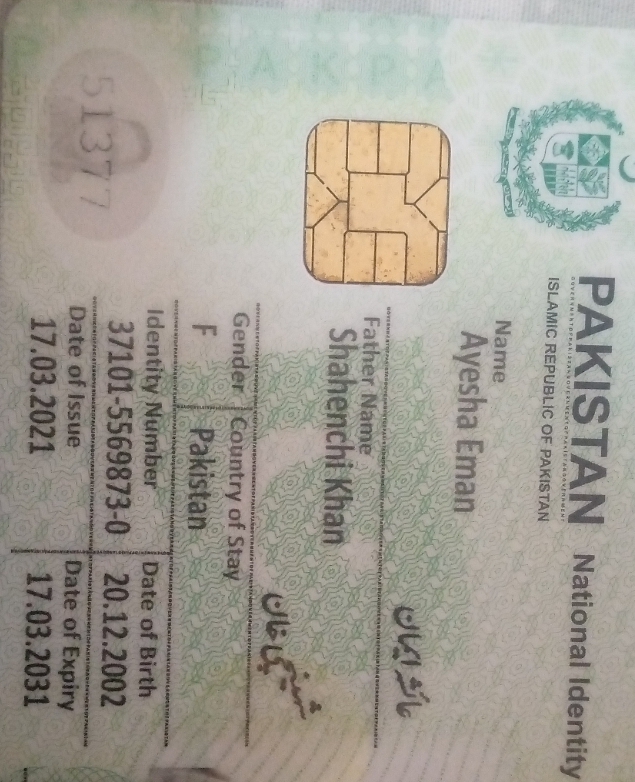 PAKISTAN National Identity
ISLAMIC REPUBLIC OF PAKISTAN
Name
Ayesha Eman
عائشہ ایمان
Father Name
Shahenchi Khan
شہینچی خان
Gender Country of Stay
F Pakistan
Identity Number Date of Birth
37101-5569873-0 20.12.2002
Date of Issue Date of Expiry
17.03.2021 17.03.2031
51377
PAKPA